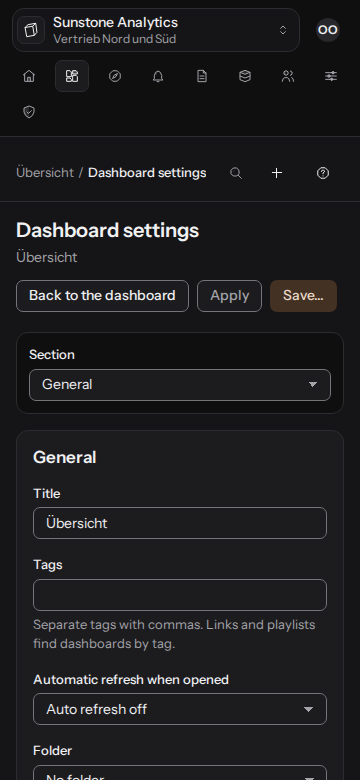 Sunstone Analytics
Vertrieb Nord und Süd
OO
Übersicht / Dashboard settings
Dashboard settings
Übersicht
Back to the dashboard
Apply
Save...
Section
General
General
Title
Übersicht
Tags
Separate tags with commas. Links and playlists
find dashboards by tag.
Automatic refresh when opened
Auto refresh off
Folder
No folder